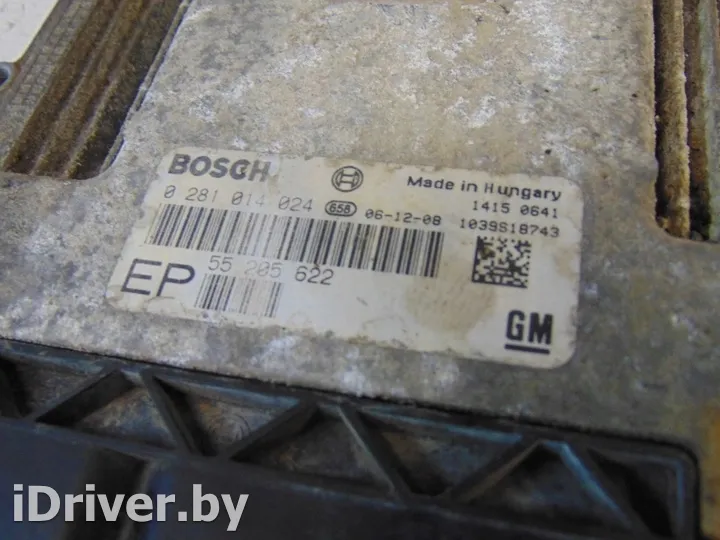 BOSCH
Made in Hungary
0 281 014 024 658 06-12-08
1415 0641
1039S18743
EP 55 205 622
GM
iDriver.by